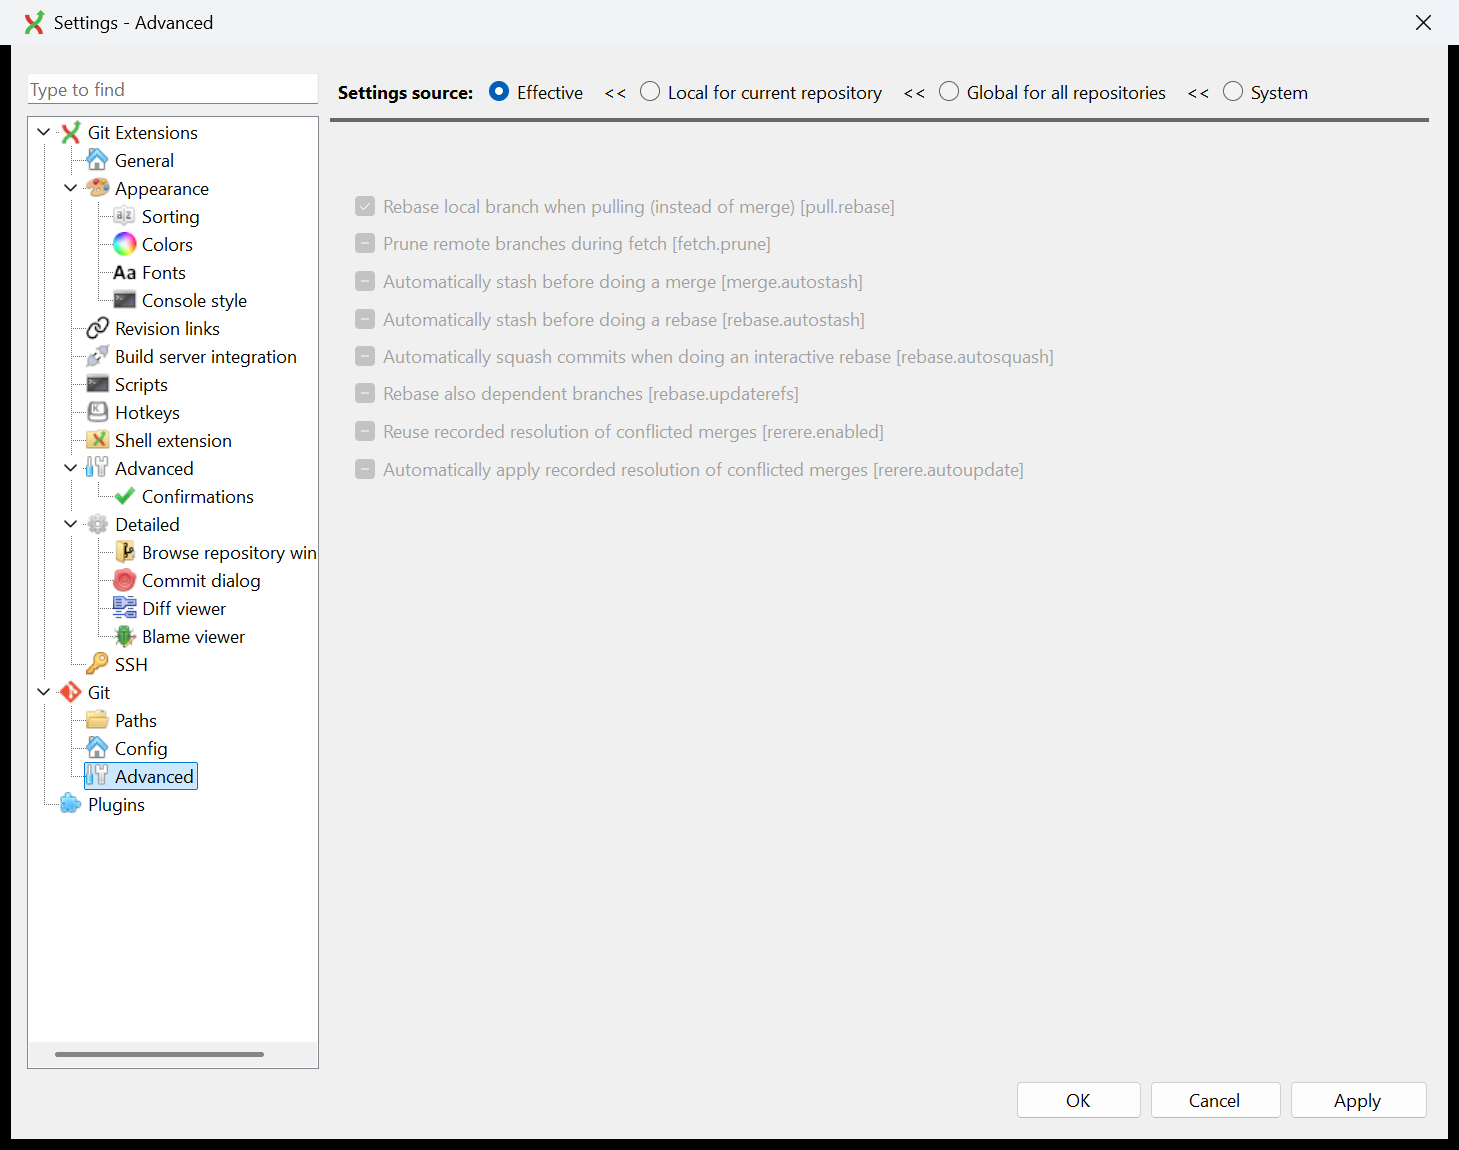 Settings - Advanced
Type to find
Settings source: Effective << Local for current repository << Global for all repositories << System
Git Extensions
General
Appearance
Sorting
Colors
Aa Fonts
Console style
Revision links
Build server integration
Scripts
Hotkeys
Shell extension
Advanced
Confirmations
Detailed
Browse repository win
Commit dialog
Diff viewer
Blame viewer
SSH
Git
Paths
Config
Advanced
Plugins
Rebase local branch when pulling (instead of merge) [pull.rebase]
Prune remote branches during fetch [fetch.prune]
Automatically stash before doing a merge [merge.autostash]
Automatically stash before doing a rebase [rebase.autostash]
Automatically squash commits when doing an interactive rebase [rebase.autosquash]
Rebase also dependent branches [rebase.updaterefs]
Reuse recorded resolution of conflicted merges [rerere.enabled]
Automatically apply recorded resolution of conflicted merges [rerere.autoupdate]
OK Cancel Apply